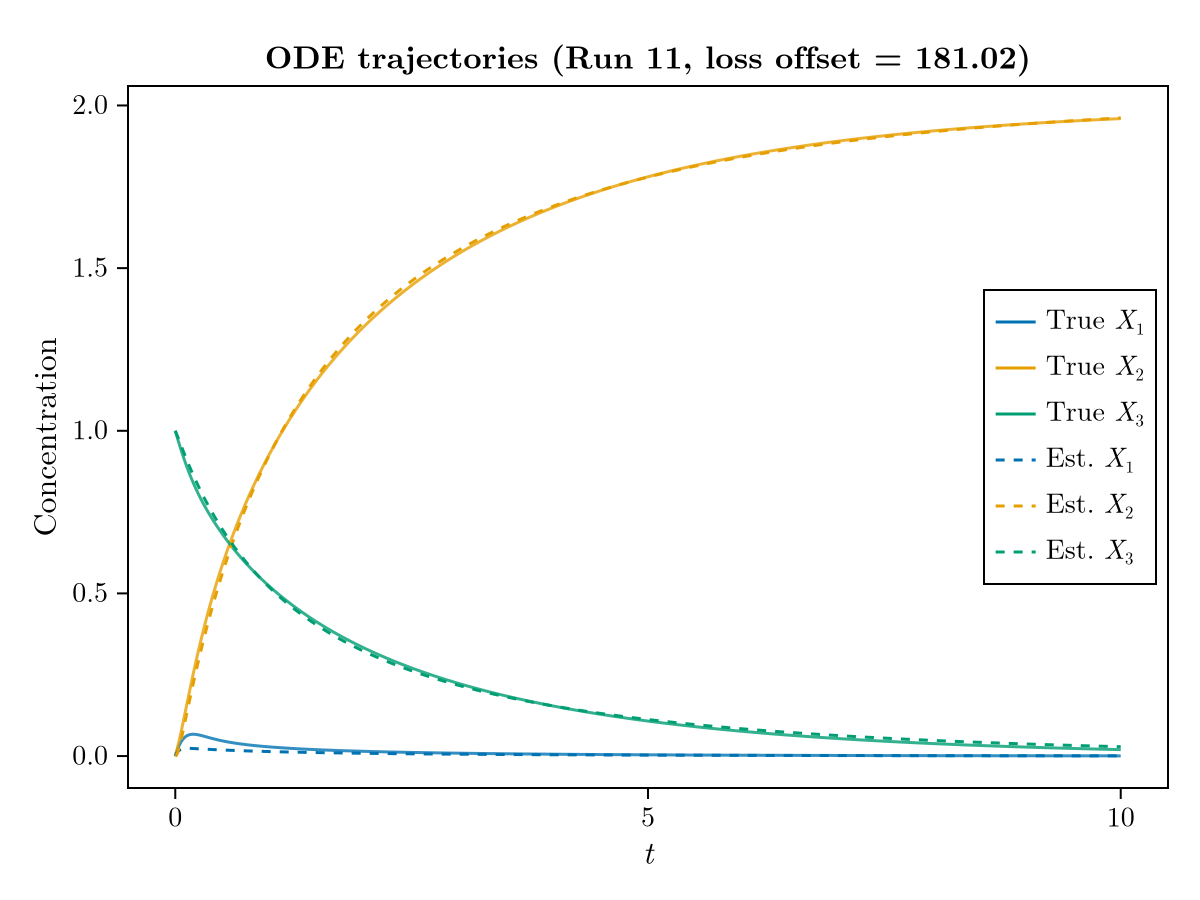 ODE trajectories (Run 11, loss offset = 181.02)
2.0
1.5
1.0
0.5
0.0
Concentration
0
5
10
t
True X₁
True X₂
True X₃
Est. X₁
Est. X₂
Est. X₃